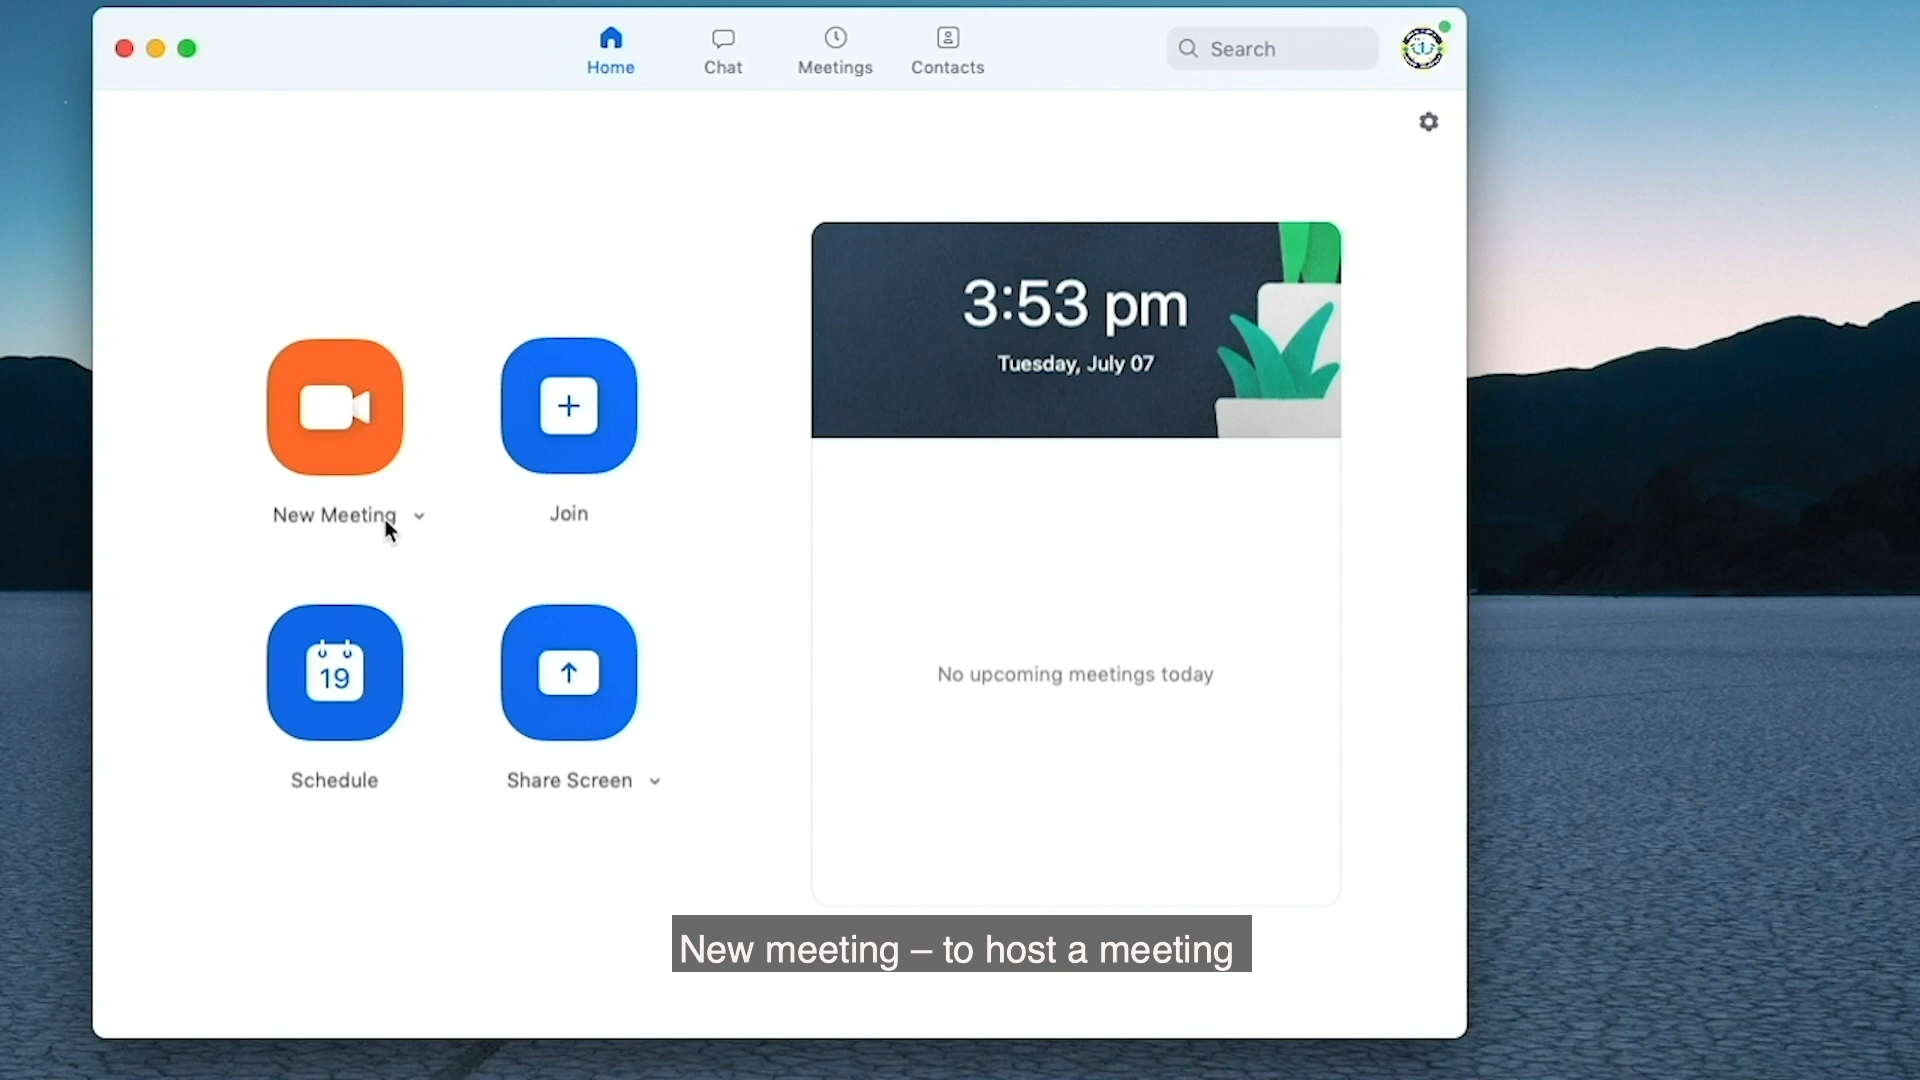 Home
Chat
Meetings
Contacts
Search
3:53 pm
Tuesday, July 07
New Meeting
Join
19
Schedule
Share Screen
No upcoming meetings today
New meeting – to host a meeting